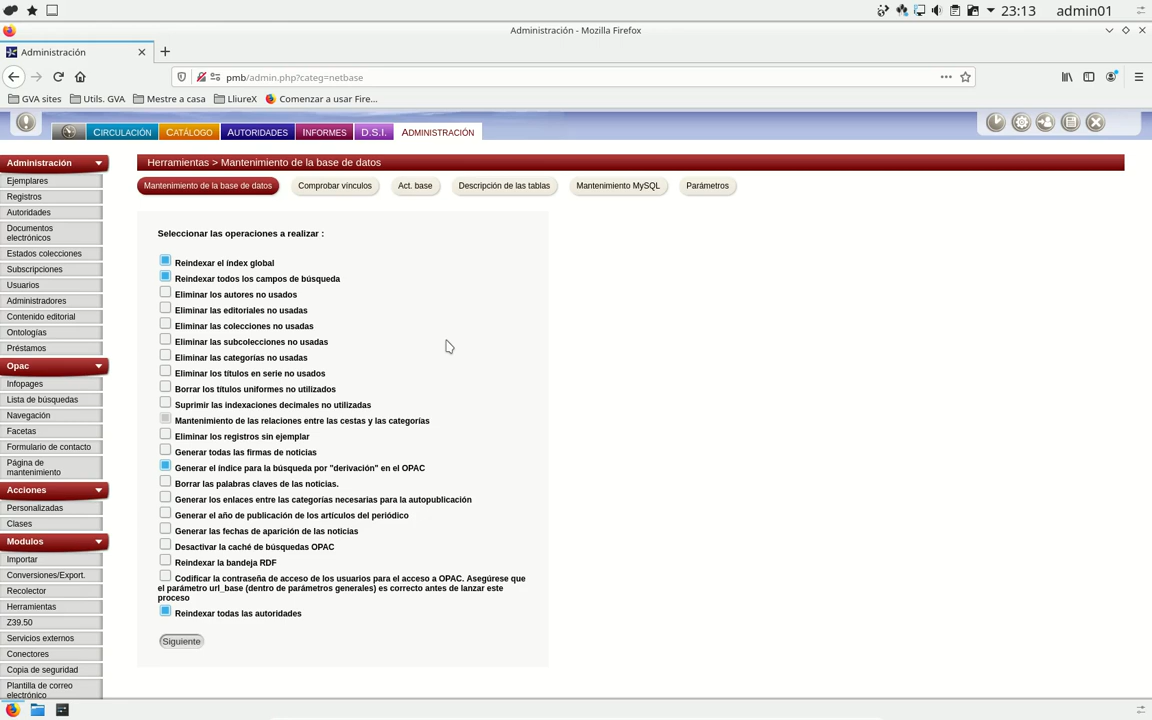 23:13 admin01
Administración - Mozilla Firefox
Administración
pmb/admin.php?categ=netbase
GVA sites Utils. GVA Mestre a casa LliureX Comenzar a usar Fire...
CIRCULACIÓN CATÁLOGO AUTORIDADES INFORMES D.S.I. ADMINISTRACIÓN
Administración
Ejemplares
Registros
Autoridades
Documentos
electrónicos
Estados colecciones
Subscripciones
Usuarios
Administradores
Contenido editorial
Ontologías
Préstamos
Opac
Infopages
Lista de búsquedas
Navegación
Facetas
Formulario de contacto
Página de
mantenimiento
Acciones
Personalizadas
Clases
Modulos
Importar
Conversiones/Export.
Recolector
Herramientas
Z39.50
Servicios externos
Conectores
Copia de seguridad
Plantilla de correo
electrónico
Herramientas > Mantenimiento de la base de datos
Mantenimiento de la base de datos Comprobar vínculos Act. base Descripción de las tablas Mantenimiento MySQL Parámetros
Seleccionar las operaciones a realizar :
Reindexar el índex global
Reindexar todos los campos de búsqueda
Eliminar los autores no usados
Eliminar las editoriales no usadas
Eliminar las colecciones no usadas
Eliminar las subcolecciones no usadas
Eliminar las categorías no usadas
Eliminar los títulos en serie no usados
Borrar los títulos uniformes no utilizados
Suprimir las indexaciones decimales no utilizadas
Mantenimiento de las relaciones entre las cestas y las categorías
Eliminar los registros sin ejemplar
Generar todas las firmas de noticias
Generar el índice para la búsqueda por "derivación" en el OPAC
Borrar las palabras claves de las noticias.
Generar los enlaces entre las categorías necesarias para la autopublicación
Generar el año de publicación de los artículos del periódico
Generar las fechas de aparición de las noticias
Desactivar la caché de búsquedas OPAC
Reindexar la bandeja RDF
Codificar la contraseña de acceso de los usuarios para el acceso a OPAC. Asegúrese que
el parámetro url_base (dentro de parámetros generales) es correcto antes de lanzar este
proceso
Reindexar todas las autoridades
Siguiente